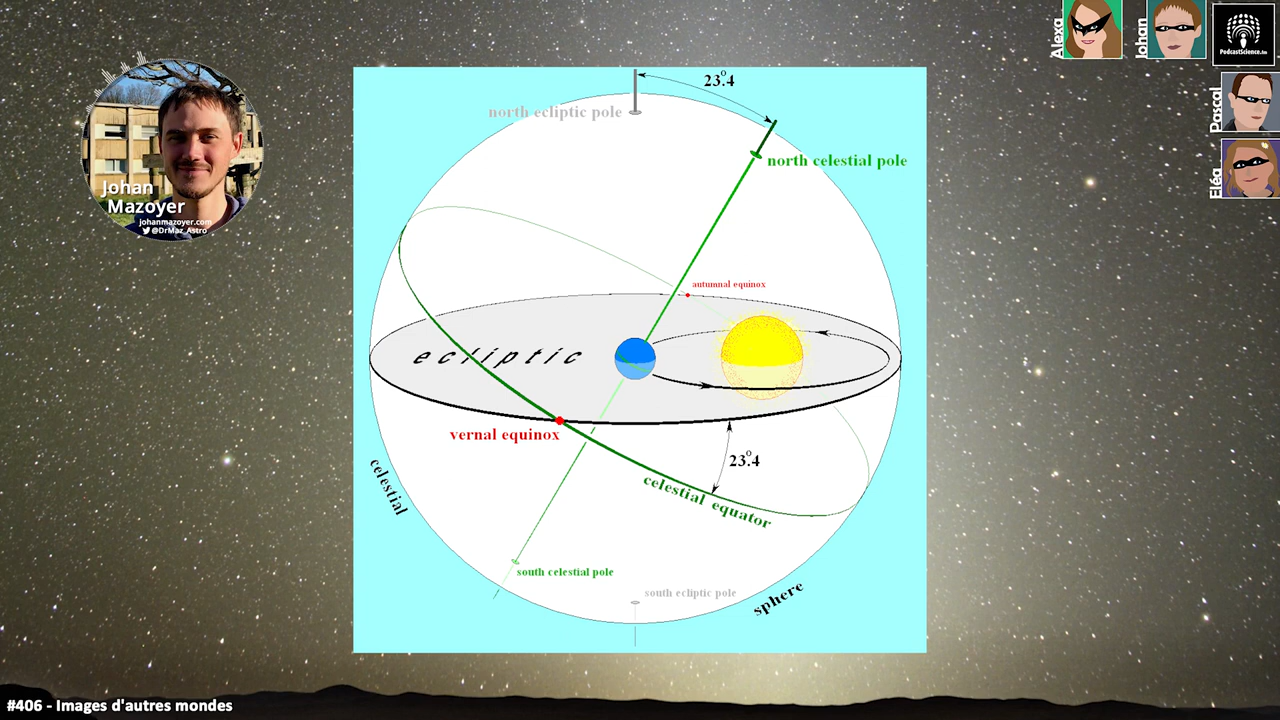 Johan
Mazoyer
johanmazoyer.com
@DrMaz_Astro
23°.4
north ecliptic pole
north celestial pole
autumnal equinox
ecliptic
vernal equinox
23°.4
celestial equator
celestial
south celestial pole
south ecliptic pole
sphere
Alexa
Johan
PodcastScience.fm
Pascal
Eléa
#406 - Images d'autres mondes